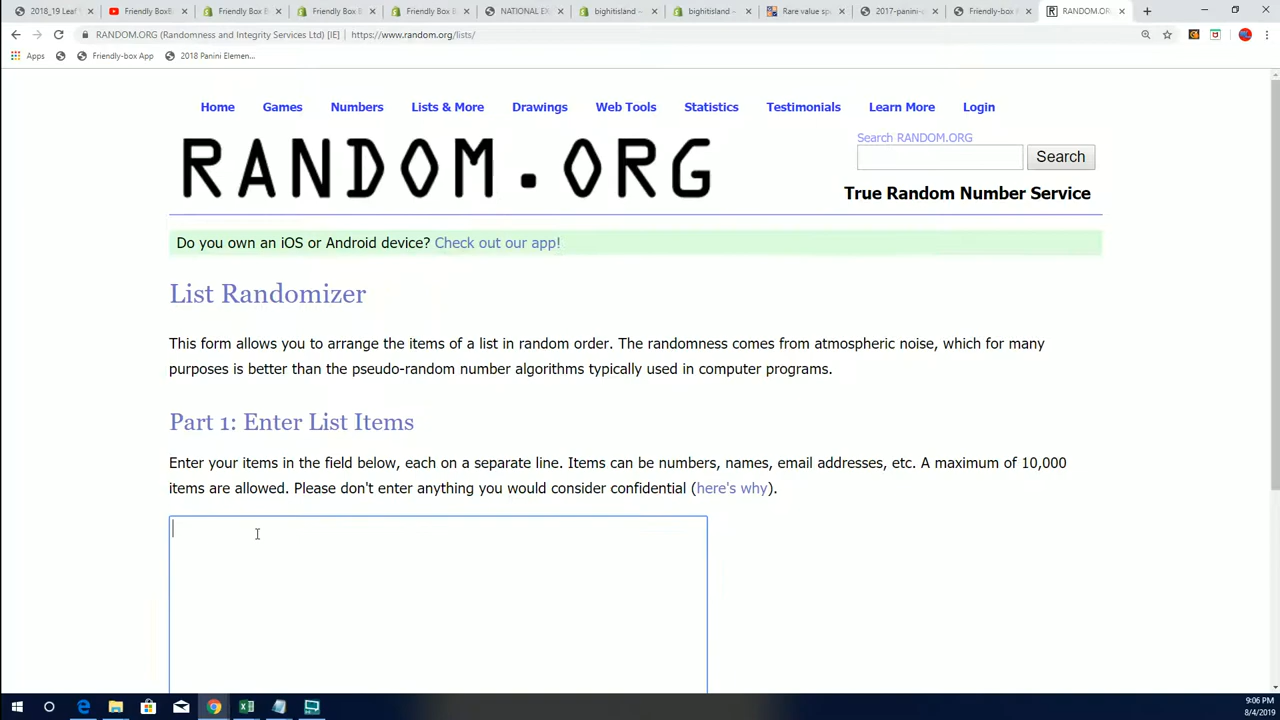 2018_19 Leaf
Friendly BoxB
Friendly Box B
Friendly Box B
Friendly Box B
NATIONAL EX
bighitisland –
bighitisland –
Rare value sp
2017-panini-
Friendly-box A
RANDOM.OR
RANDOM.ORG (Randomness and Integrity Services Ltd) [IE] | https://www.random.org/lists/
Apps
Friendly-box App
2018 Panini Elemen...
Home Games Numbers Lists & More Drawings Web Tools Statistics Testimonials Learn More Login
RANDOM.ORG
Search RANDOM.ORG
Search
True Random Number Service
Do you own an iOS or Android device? Check out our app!
List Randomizer
This form allows you to arrange the items of a list in random order. The randomness comes from atmospheric noise, which for many
purposes is better than the pseudo-random number algorithms typically used in computer programs.
Part 1: Enter List Items
Enter your items in the field below, each on a separate line. Items can be numbers, names, email addresses, etc. A maximum of 10,000
items are allowed. Please don't enter anything you would consider confidential (here's why).
9:06 PM
8/4/2019